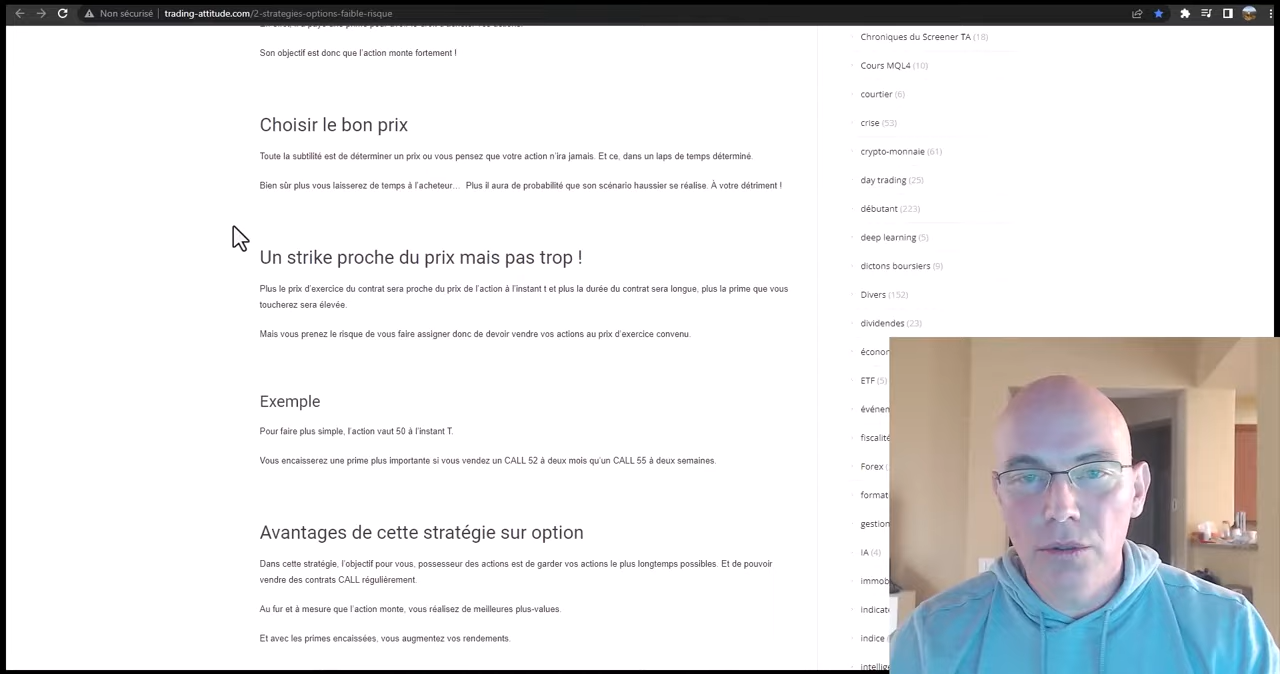 Non sécurisé
trading-attitude.com/2-strategies-options-faible-risque
Son objectif est donc que l'action monte fortement !
Choisir le bon prix
Toute la subtilité est de déterminer un prix ou vous pensez que votre action n'ira jamais. Et ce, dans un laps de temps déterminé.
Bien sûr plus vous laisserez de temps à l'acheteur… Plus il aura de probabilité que son scénario haussier se réalise. À votre détriment !
Un strike proche du prix mais pas trop !
Plus le prix d'exercice du contrat sera proche du prix de l'action à l'instant t et plus la durée du contrat sera longue, plus la prime que vous
toucherez sera élevée.
Mais vous prenez le risque de vous faire assigner donc de devoir vendre vos actions au prix d'exercice convenu.
Exemple
Pour faire plus simple, l'action vaut 50 à l'instant T.
Vous encaisserez une prime plus importante si vous vendez un CALL 52 à deux mois qu'un CALL 55 à deux semaines.
Avantages de cette stratégie sur option
Dans cette stratégie, l'objectif pour vous, possesseur des actions est de garder vos actions le plus longtemps possibles. Et de pouvoir
vendre des contrats CALL régulièrement.
Au fur et à mesure que l'action monte, vous réalisez de meilleures plus-values.
Et avec les primes encaissées, vous augmentez vos rendements.
Chroniques du Screener TA (18)
Cours MQL4 (10)
courtier (6)
crise (53)
crypto-monnaie (61)
day trading (25)
débutant (223)
deep learning (5)
dictons boursiers (9)
Divers (152)
dividendes (23)
éconor
ETF (5)
événem
fiscalité
Forex
format
gestion
IA (4)
immob
indicat
indice
intellig